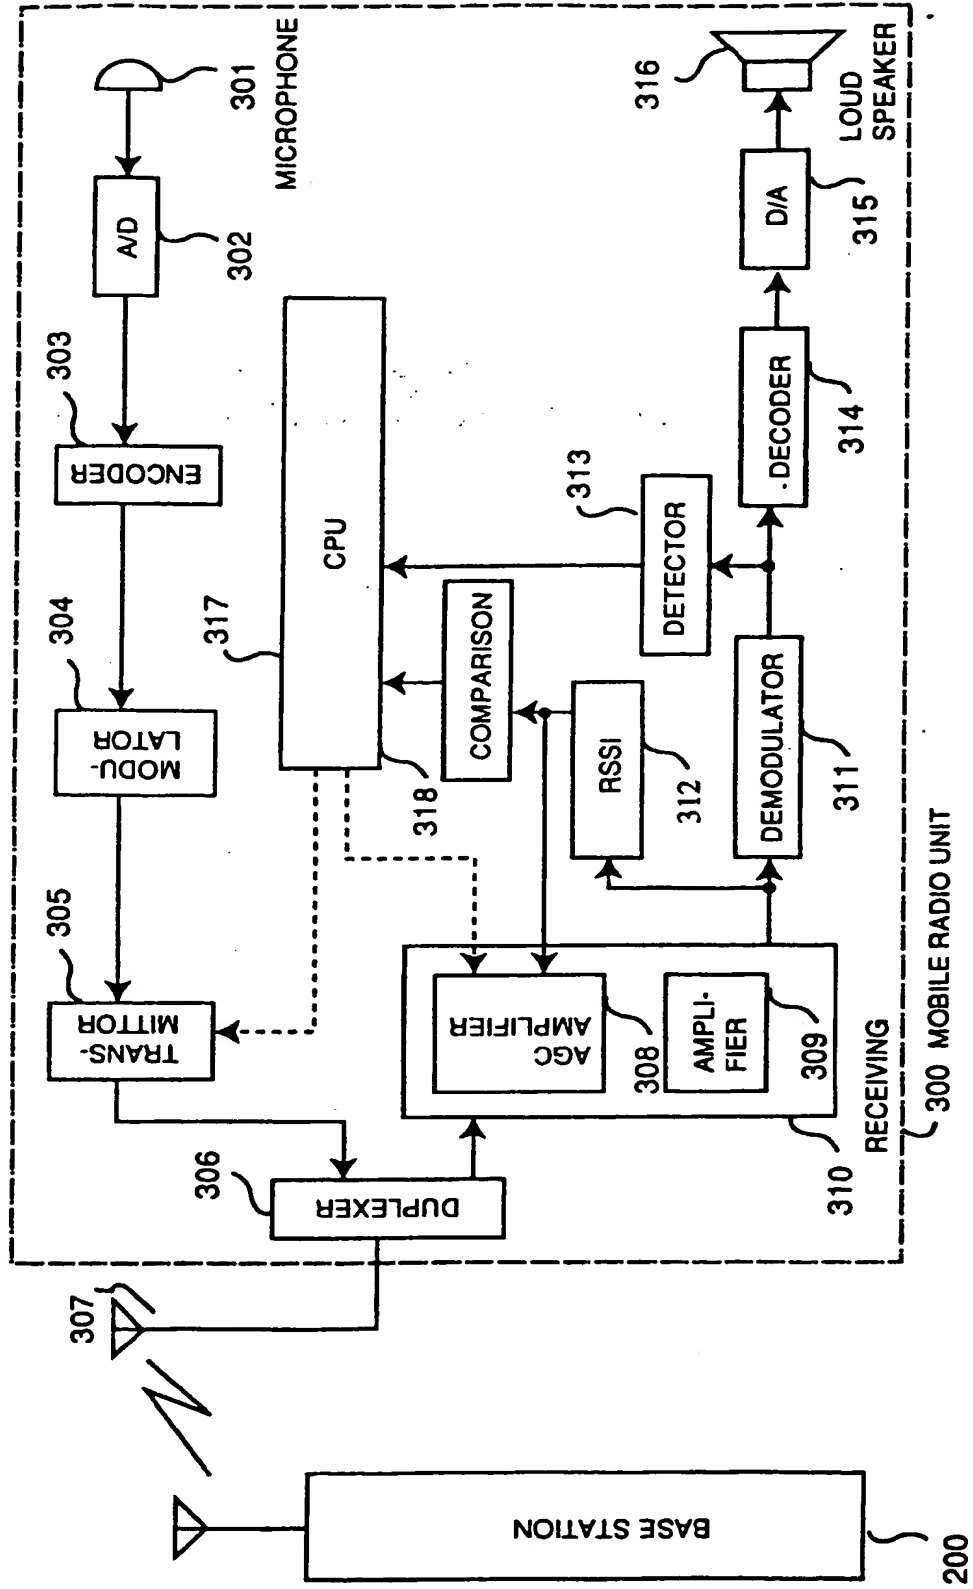 301
MICROPHONE
A/D
302
303
ENCODER
304
MODU-
LATOR
305
TRANS-
MITTOR
306
DUPLEXER
307
BASE STATION
200
CPU
317
318
COMPARISON
RSSI
312
DETECTOR
313
AGC
AMPLIFIER
308
AMPLI-
FIER
309
RECEIVING
310
DEMODULATOR
311
.DECODER
314
D/A
315
316
LOUD
SPEAKER
300 MOBILE RADIO UNIT